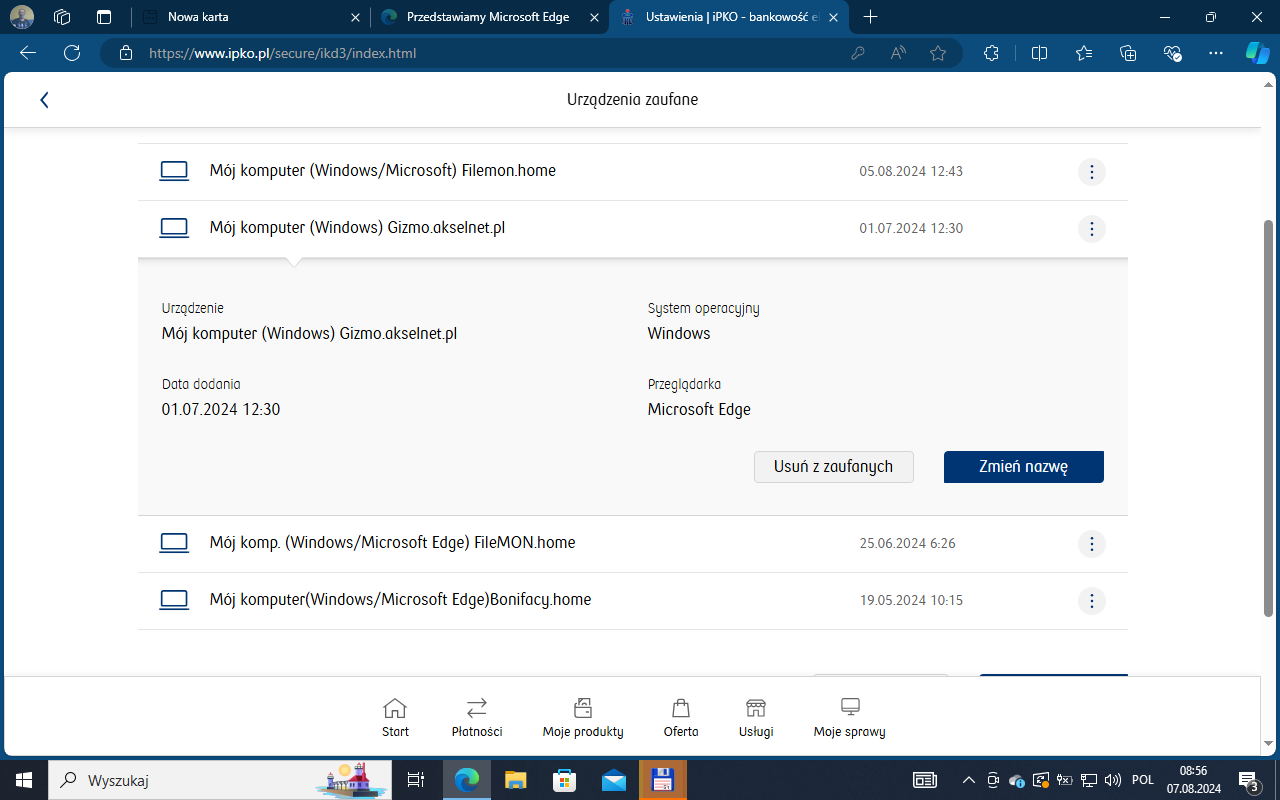 Nowa karta
Przedstawiamy Microsoft Edge
Ustawienia | iPKO - bankowość el
https://www.ipko.pl/secure/ikd3/index.html
Urządzenia zaufane
Mój komputer (Windows/Microsoft) Filemon.home 05.08.2024 12:43
Mój komputer (Windows) Gizmo.akselnet.pl 01.07.2024 12:30
Urządzenie System operacyjny
Mój komputer (Windows) Gizmo.akselnet.pl Windows
Data dodania Przeglądarka
01.07.2024 12:30 Microsoft Edge
Usuń z zaufanych Zmień nazwę
Mój komp. (Windows/Microsoft Edge) FileMON.home 25.06.2024 6:26
Mój komputer(Windows/Microsoft Edge)Bonifacy.home 19.05.2024 10:15
Start Płatności Moje produkty Oferta Usługi Moje sprawy
Wyszukaj
POL
08:56
07.08.2024
3